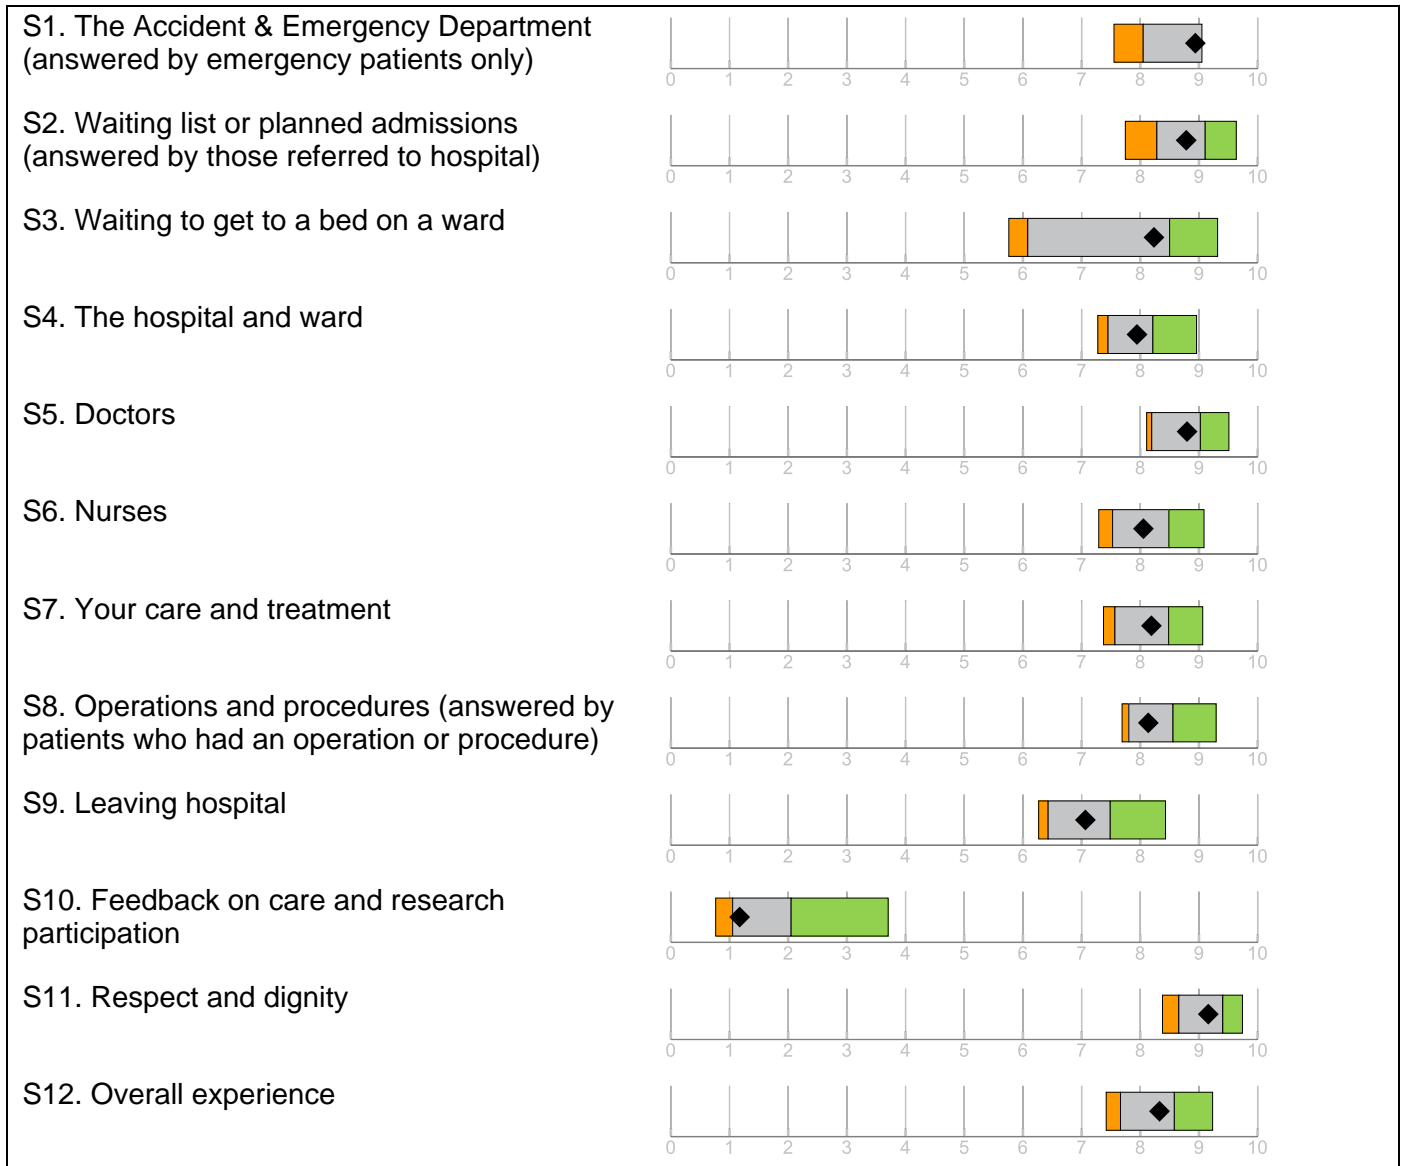 S1. The Accident & Emergency Department
(answered by emergency patients only)
0 1 2 3 4 5 6 7 8 9 10
S2. Waiting list or planned admissions
(answered by those referred to hospital)
0 1 2 3 4 5 6 7 8 9 10
S3. Waiting to get to a bed on a ward
0 1 2 3 4 5 6 7 8 9 10
S4. The hospital and ward
0 1 2 3 4 5 6 7 8 9 10
S5. Doctors
0 1 2 3 4 5 6 7 8 9 10
S6. Nurses
0 1 2 3 4 5 6 7 8 9 10
S7. Your care and treatment
0 1 2 3 4 5 6 7 8 9 10
S8. Operations and procedures (answered by
patients who had an operation or procedure)
0 1 2 3 4 5 6 7 8 9 10
S9. Leaving hospital
0 1 2 3 4 5 6 7 8 9 10
S10. Feedback on care and research
participation
0 1 2 3 4 5 6 7 8 9 10
S11. Respect and dignity
0 1 2 3 4 5 6 7 8 9 10
S12. Overall experience
0 1 2 3 4 5 6 7 8 9 10